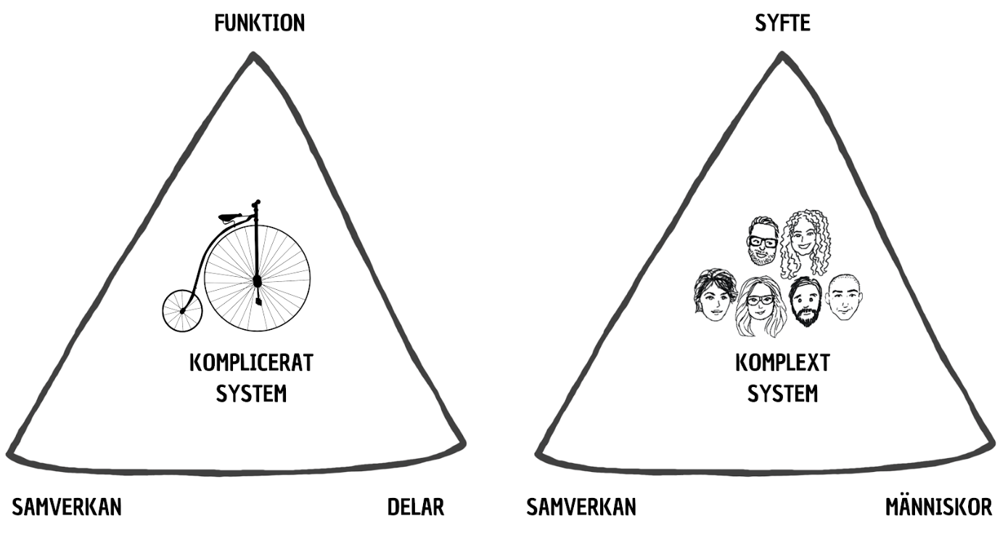 FUNKTION
KOMPLICERAT
SYSTEM
SAMVERKAN
DELAR
SYFTE
KOMPLEXT
SYSTEM
SAMVERKAN
MÄNNISKOR